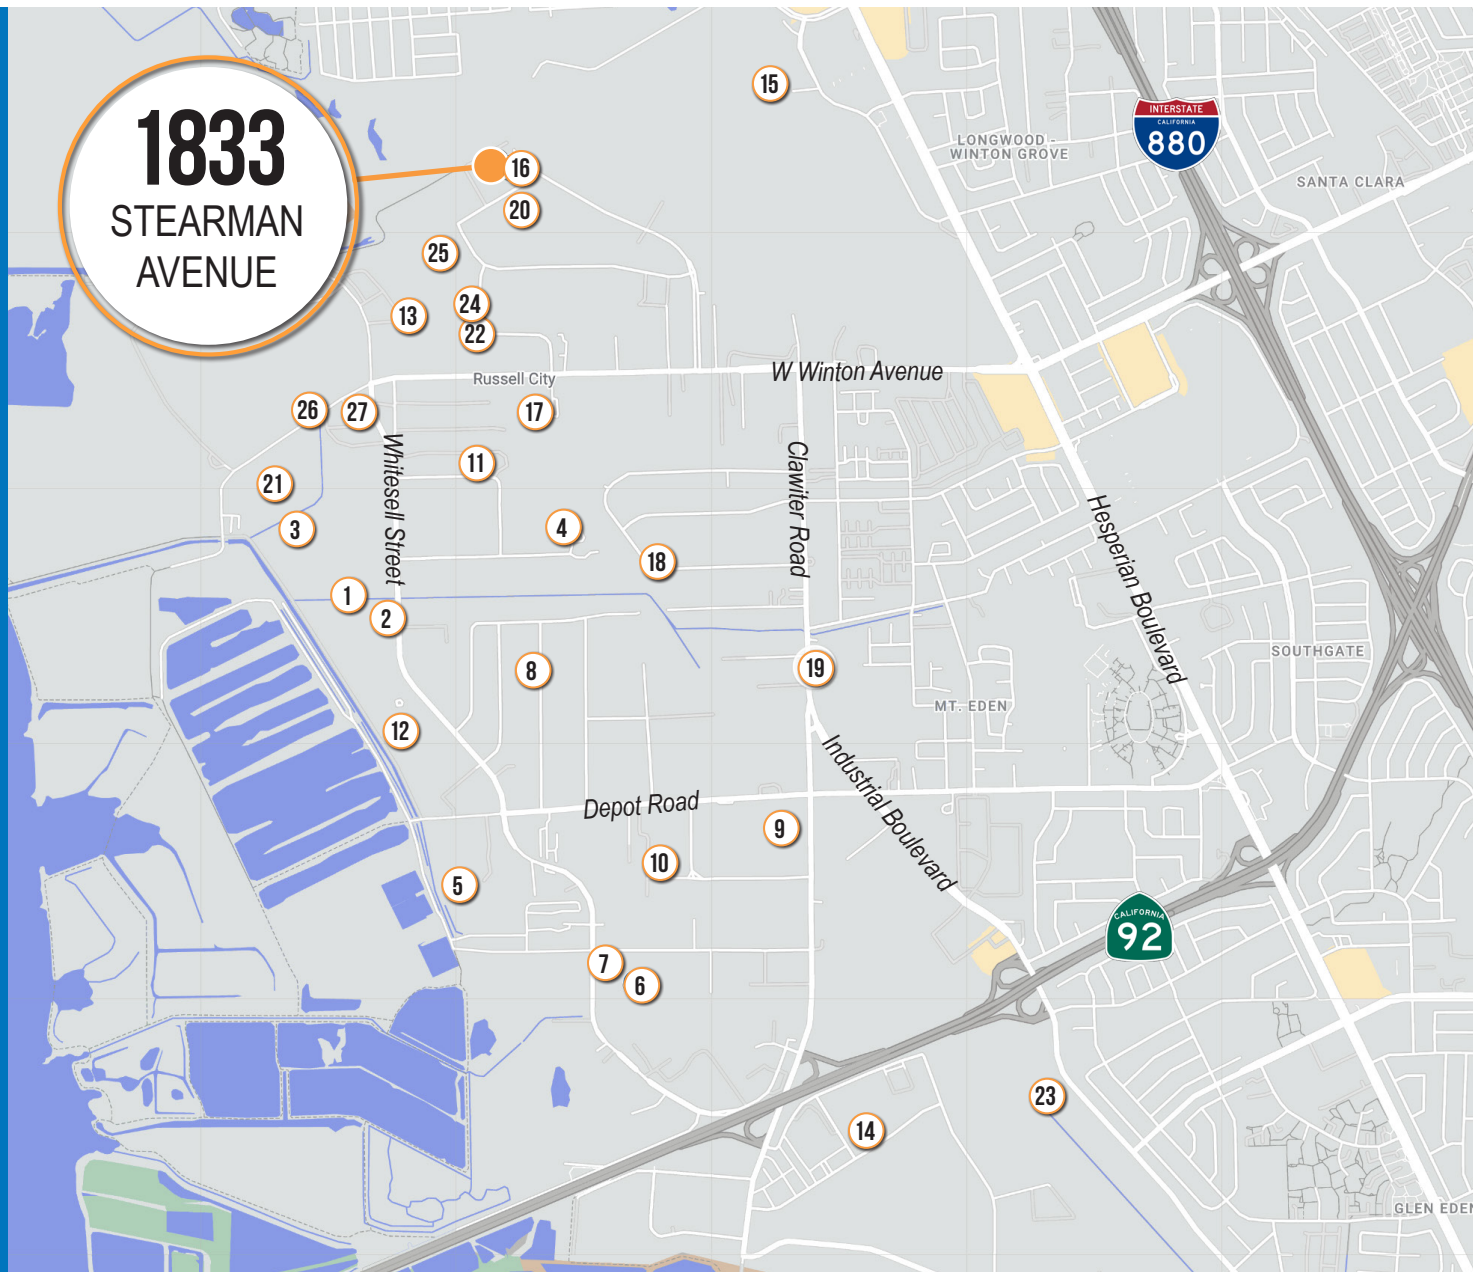 15
1833
STEARMAN
AVENUE
INTERSTATE
CALIFORNIA
880
LONGWOOD -
WINTON GROVE
16
SANTA CLARA
20
25
24
13
22
W Winton Avenue
Russell City
26
27
17
Whitesell Street
11
Clawiter Road
21
Hesperian Boulevard
3
4
18
1
2
8
19
SOUTHGATE
MT. EDEN
12
Industrial Boulevard
Depot Road
9
10
5
CALIFORNIA
92
7
6
23
14
GLEN EDEN